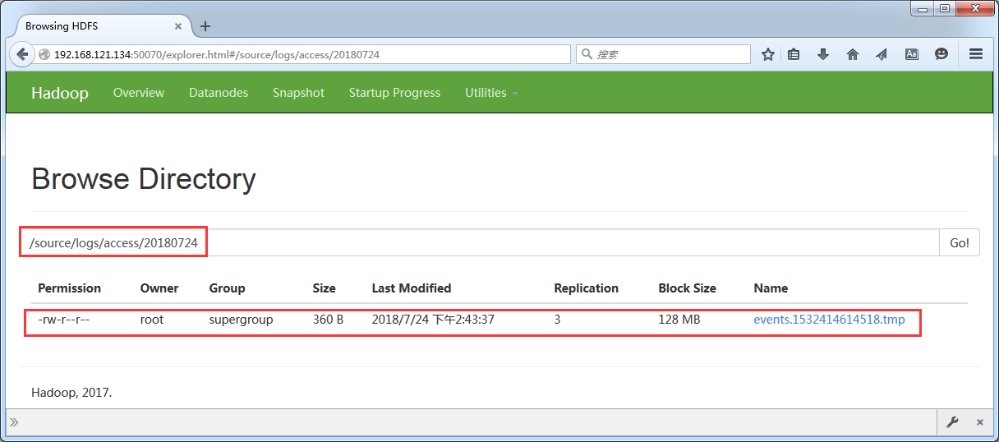 Browsing HDFS
192.168.121.134:50070/explorer.html#/source/logs/access/20180724 搜索
Hadoop Overview Datanodes Snapshot Startup Progress Utilities
Browse Directory
/source/logs/access/20180724 Go!
Permission Owner Group Size Last Modified Replication Block Size Name
-rw-r--r-- root supergroup 360 B 2018/7/24 下午2:43:37 3 128 MB events.1532414614518.tmp
Hadoop, 2017.